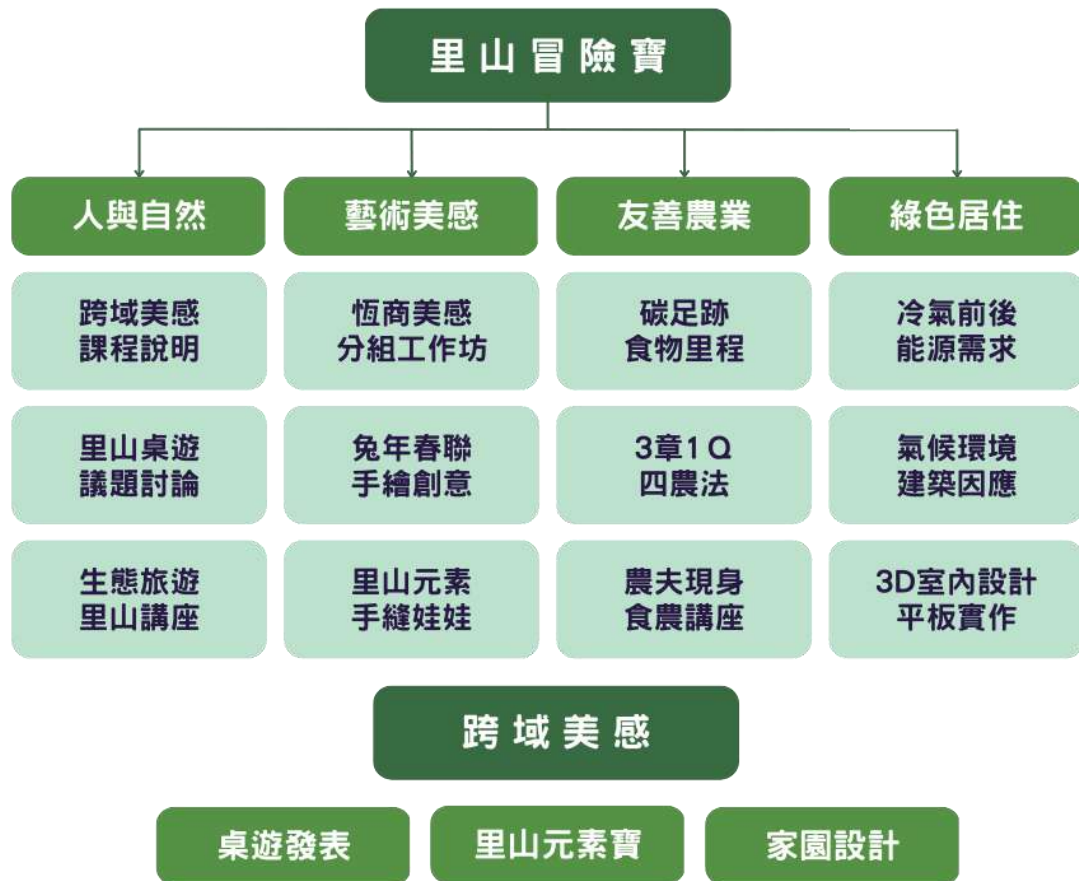 里山冒險寶
人與自然
藝術美感
友善農業
綠色居住
跨域美感
課程說明
恆商美感
分組工作坊
碳足跡
食物里程
冷氣前後
能源需求
里山桌遊
議題討論
兔年春聯
手繪創意
3章1Q
四農法
氣候環境
建築因應
生態旅遊
里山講座
里山元素
手縫娃娃
農夫現身
食農講座
3D室內設計
平板實作
跨域美感
桌遊發表
里山元素寶
家園設計